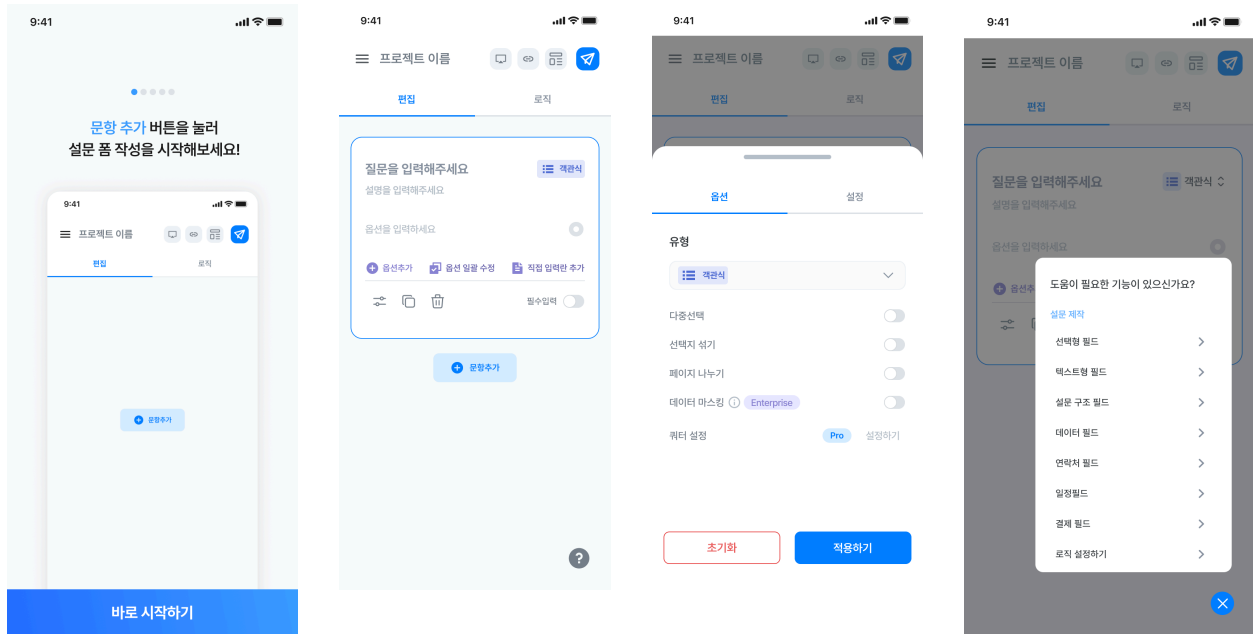 9:41
문항 추가 버튼을 눌러
설문 폼 작성을 시작해보세요!
9:41
프로젝트 이름
편집 로직
문항추가
바로 시작하기
9:41
프로젝트 이름
편집 로직
질문을 입력해주세요 객관식
설명을 입력해주세요
옵션을 입력하세요
옵션추가 옵션 일괄 수정 직접 입력란 추가
필수입력
문항추가
?
9:41
프로젝트 이름
편집 로직
옵션 설정
유형
객관식
다중선택
선택지 섞기
페이지 나누기
데이터 마스킹 Enterprise
쿼터 설정 Pro 설정하기
초기화 적용하기
9:41
프로젝트 이름
편집 로직
질문을 입력해주세요 객관식
설명을 입력해주세요
옵션을 입력하세요
옵션추
도움이 필요한 기능이 있으신가요?
설문 제작
선택형 필드
텍스트형 필드
설문 구조 필드
데이터 필드
연락처 필드
일정필드
결제 필드
로직 설정하기